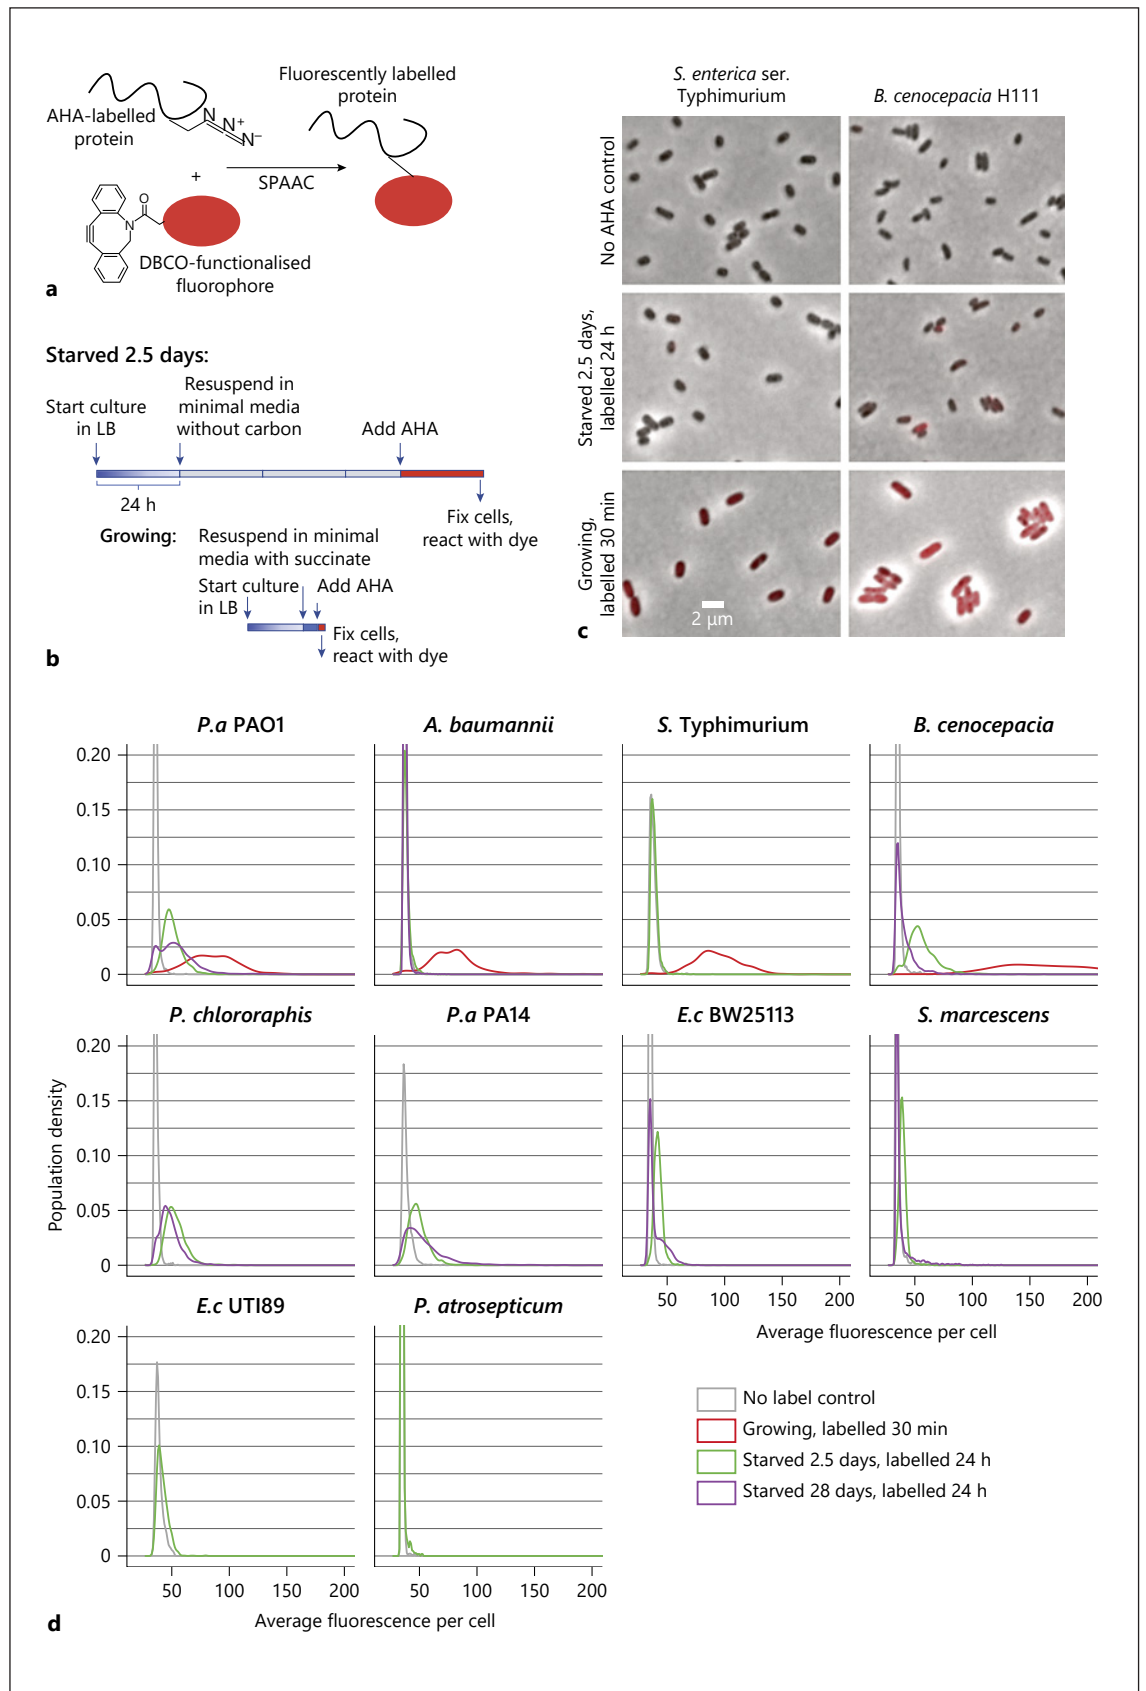 AHA-labelled
protein
N
N+
N−
Fluorescently labelled
protein
+
SPAAC
O
N
DBCO-functionalised
fluorophore
a
Starved 2.5 days:
Start culture
in LB
Resuspend in
minimal media
without carbon
Add AHA
24 h
Fix cells,
react with dye
Growing:
Resuspend in minimal
media with succinate
Start culture
in LB
Add AHA
Fix cells,
react with dye
b
S. enterica ser.
Typhimurium
B. cenocepacia H111
No AHA control
Starved 2.5 days,
labelled 24 h
Growing,
labelled 30 min
2 µm
c
P.a PAO1
A. baumannii
S. Typhimurium
B. cenocepacia
0.20
0.15
0.10
0.05
0
P. chlororaphis
P.a PA14
E.c BW25113
S. marcescens
0.20
0.15
0.10
0.05
0
Population density
50 100 150 200
50 100 150 200
Average fluorescence per cell
E.c UTI89
P. atrosepticum
0.20
0.15
0.10
0.05
0
50 100 150 200
50 100 150 200
Average fluorescence per cell
No label control
Growing, labelled 30 min
Starved 2.5 days, labelled 24 h
Starved 28 days, labelled 24 h
d